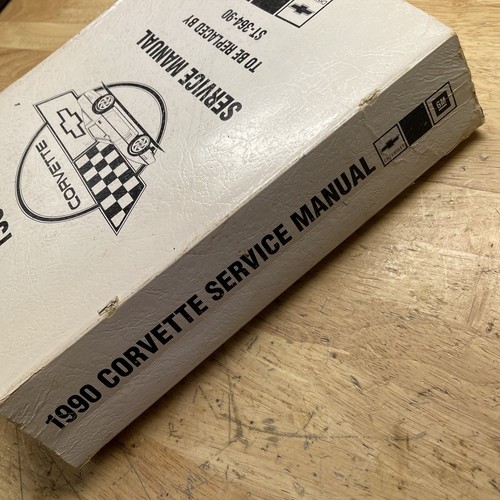 SERVICE MANUAL
TO BE REPLACED BY
ST-364-90
CORVETTE
1990 CORVETTE SERVICE MANUAL
GM